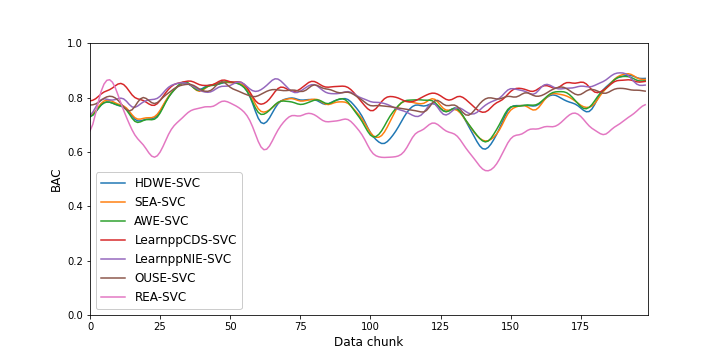 1.0
0.8
0.6
0.4
0.2
0.0
BAC
HDWE-SVC
SEA-SVC
AWE-SVC
LearnppCDS-SVC
LearnppNIE-SVC
OUSE-SVC
REA-SVC
0 25 50 75 100 125 150 175
Data chunk